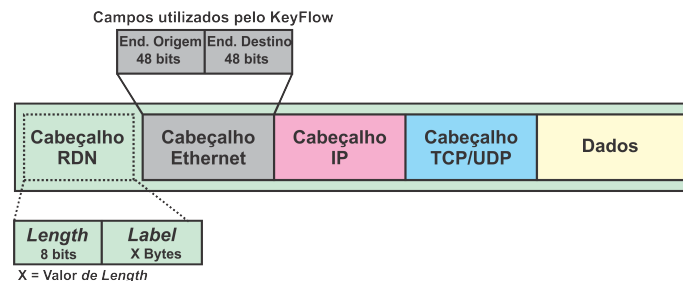 Campos utilizados pelo KeyFlow
End. Origem
48 bits
End. Destino
48 bits
Cabeçalho
RDN
Cabeçalho
Ethernet
Cabeçalho
IP
Cabeçalho
TCP/UDP
Dados
Length
8 bits
Label
X Bytes
X = Valor de Length